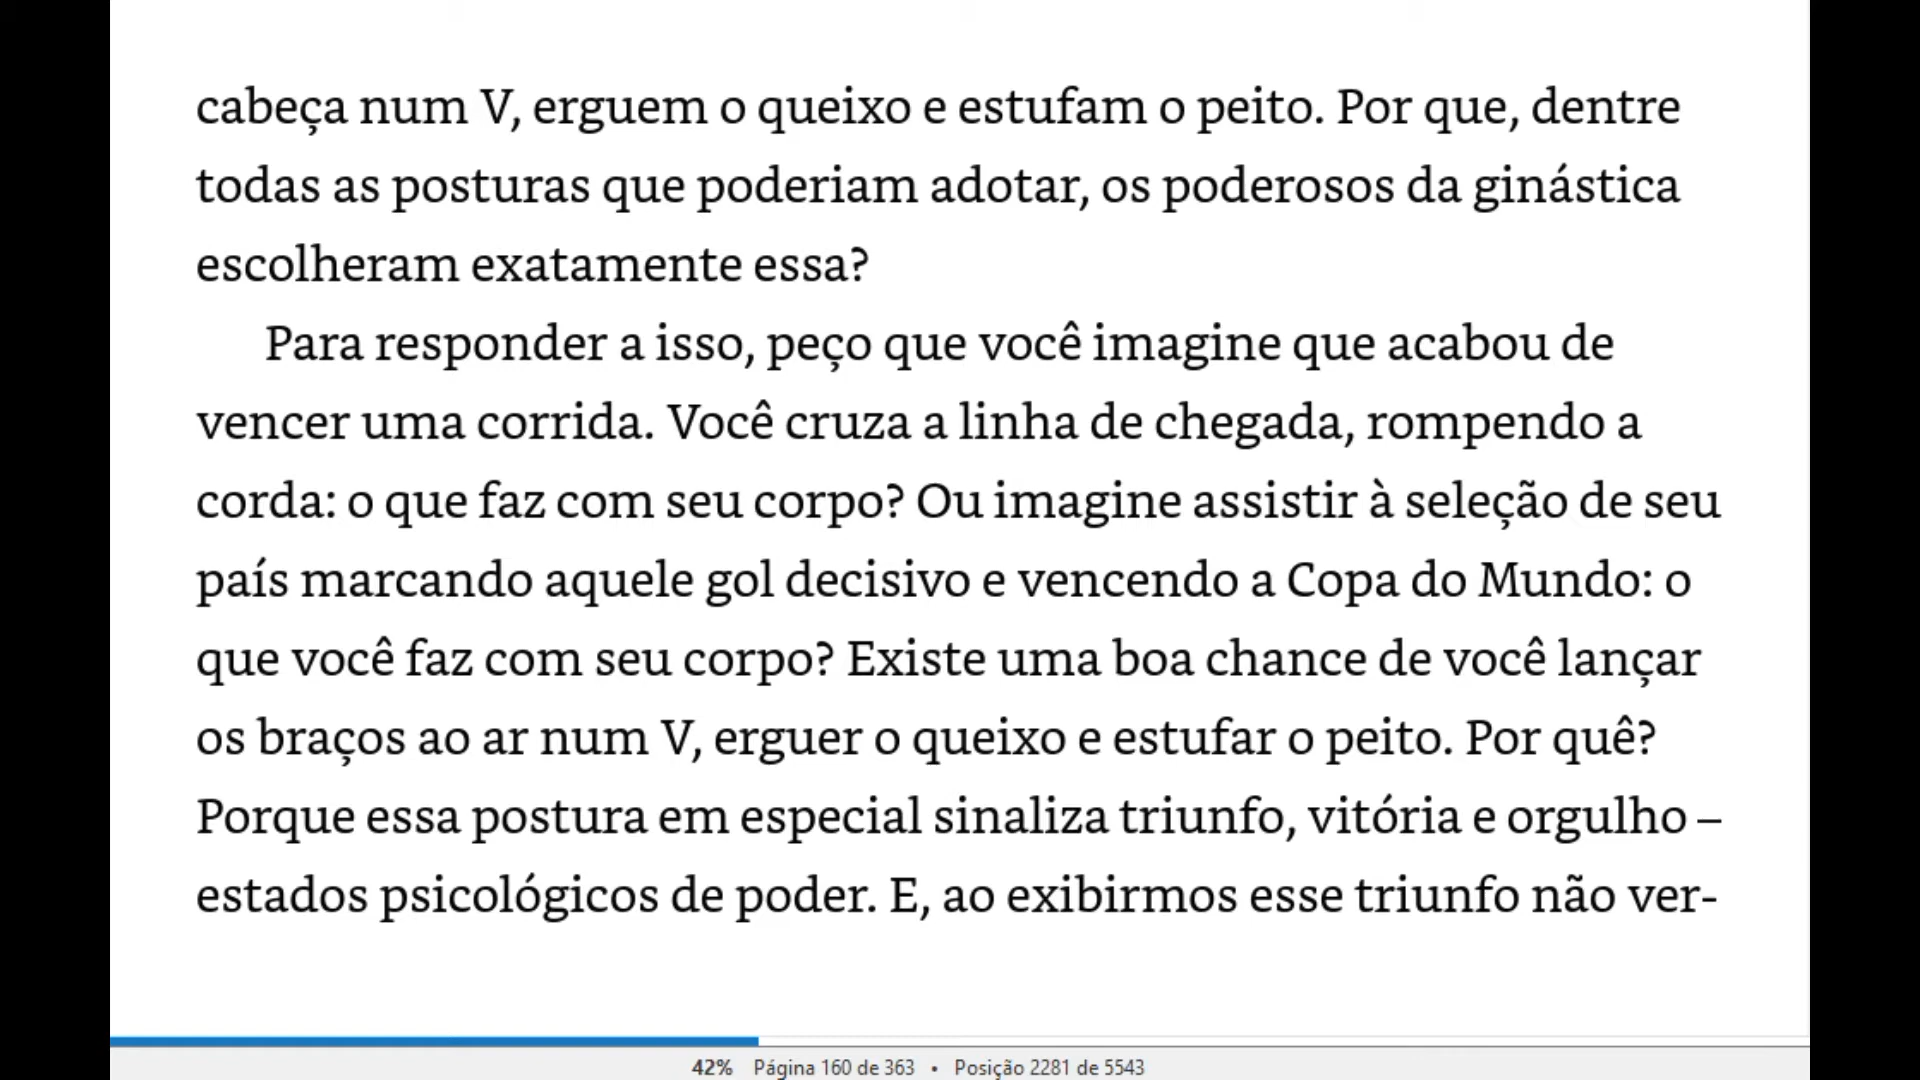 cabeça num V, erguem o queixo e estufam o peito. Por que, dentre
todas as posturas que poderiam adotar, os poderosos da ginástica
escolheram exatamente essa?
Para responder a isso, peço que você imagine que acabou de
vencer uma corrida. Você cruza a linha de chegada, rompendo a
corda: o que faz com seu corpo? Ou imagine assistir à seleção de seu
país marcando aquele gol decisivo e vencendo a Copa do Mundo: o
que você faz com seu corpo? Existe uma boa chance de você lançar
os braços ao ar num V, erguer o queixo e estufar o peito. Por quê?
Porque essa postura em especial sinaliza triunfo, vitória e orgulho –
estados psicológicos de poder. E, ao exibirmos esse triunfo não ver-
42% Página 160 de 363 • Posição 2281 de 5543